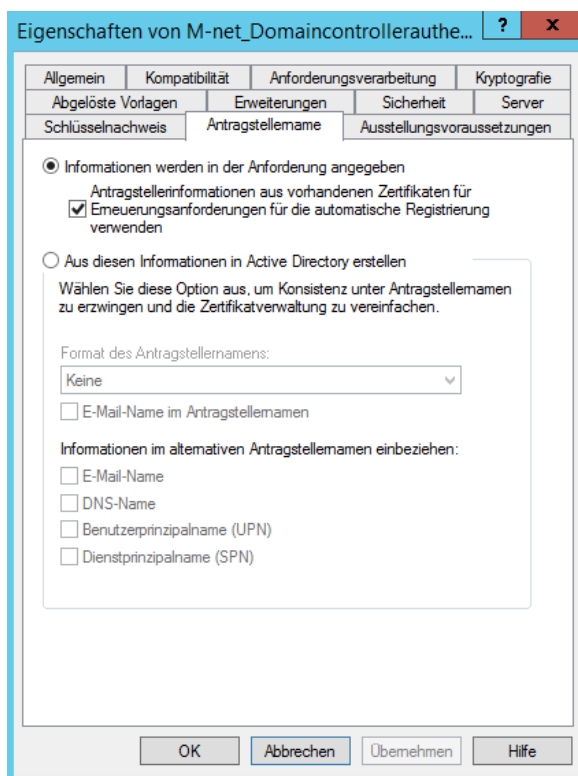 Eigenschaften von M-net_Domaincontrollerauthe... ? x
Allgemein Kompatibilität Anforderungsverarbeitung Kryptografie
Abgelöste Vorlagen Erweiterungen Sicherheit Server
Schlüsselnachweis Antragstellername Ausstellungsvoraussetzungen
Informationen werden in der Anforderung angegeben
Antragstellerinformationen aus vorhandenen Zertifikaten für
Erneuerungsanforderungen für die automatische Registrierung
verwenden
Aus diesen Informationen in Active Directory erstellen
Wählen Sie diese Option aus, um Konsistenz unter Antragstellernamen
zu erzwingen und die Zertifikatverwaltung zu vereinfachen.
Format des Antragstellernamens:
Keine
E-Mail-Name im Antragstellernamen
Informationen im alternativen Antragstellernamen einbeziehen:
E-Mail-Name
DNS-Name
Benutzerprinzipalname (UPN)
Dienstprinzipalname (SPN)
OK Abbrechen Übernehmen Hilfe